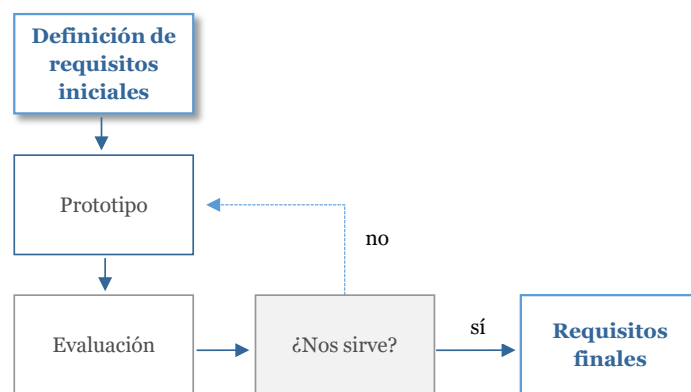 Definición de
requisitos
iniciales
Prototipo
no
Evaluación
¿Nos sirve?
sí
Requisitos
finales